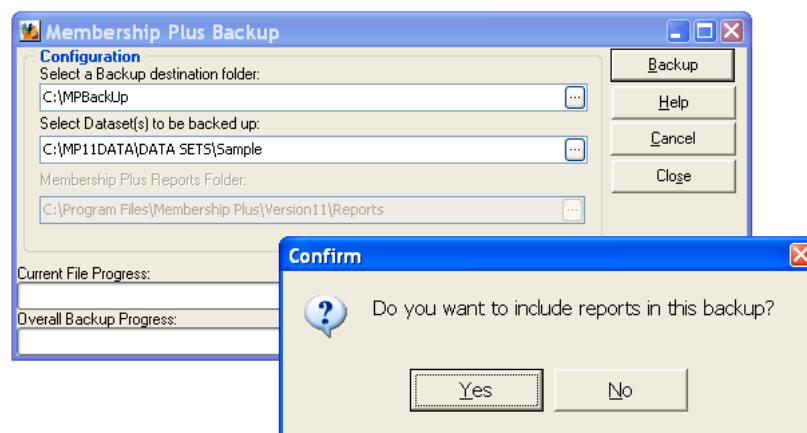 Membership Plus Backup
Configuration
Select a Backup destination folder:
C:\MPBackUp
...
Select Dataset(s) to be backed up:
C:\MP11DATA\DATA SETS\Sample
...
Membership Plus Reports Folder:
C:\Program Files\Membership Plus\Version11\Reports
...
Backup
Help
Cancel
Close
Current File Progress:
Overall Backup Progress:
Confirm
Do you want to include reports in this backup?
Yes
No